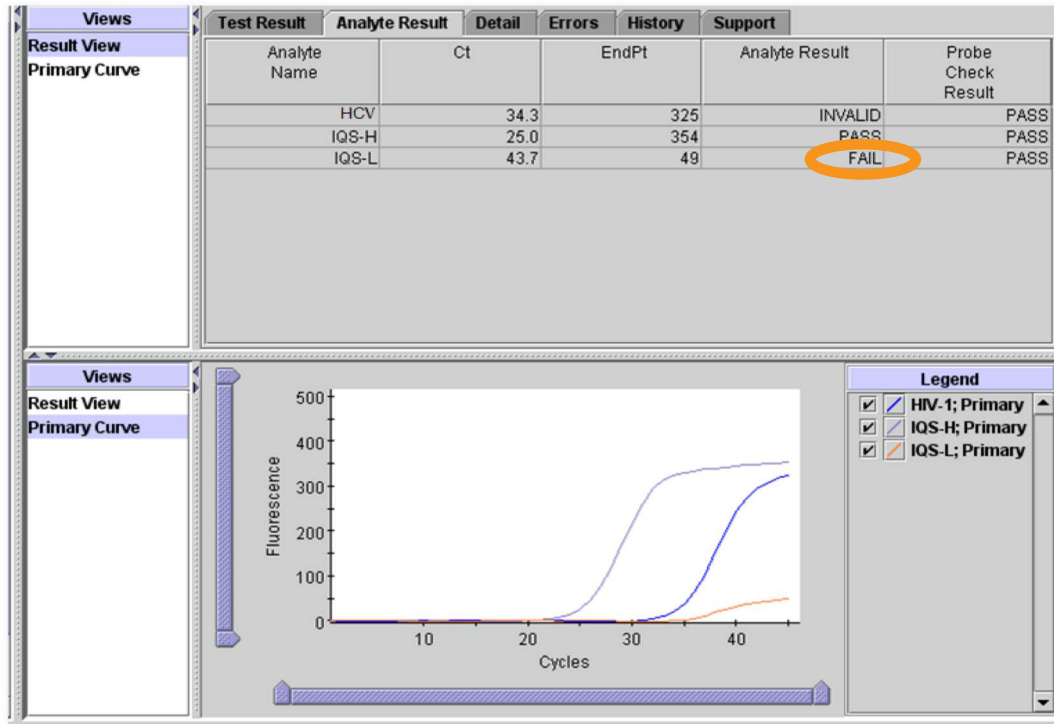 Views
Result View
Primary Curve
Test Result Analyte Result Detail Errors History Support
Analyte Name Ct EndPt Analyte Result Probe Check Result
HCV 34.3 325 INVALID PASS
IQS-H 25.0 354 PASS PASS
IQS-L 43.7 49 FAIL PASS
Views
Result View
Primary Curve
500
400
300
200
100
0
Fluorescence
10 20 30 40
Cycles
Legend
HIV-1; Primary
IQS-H; Primary
IQS-L; Primary